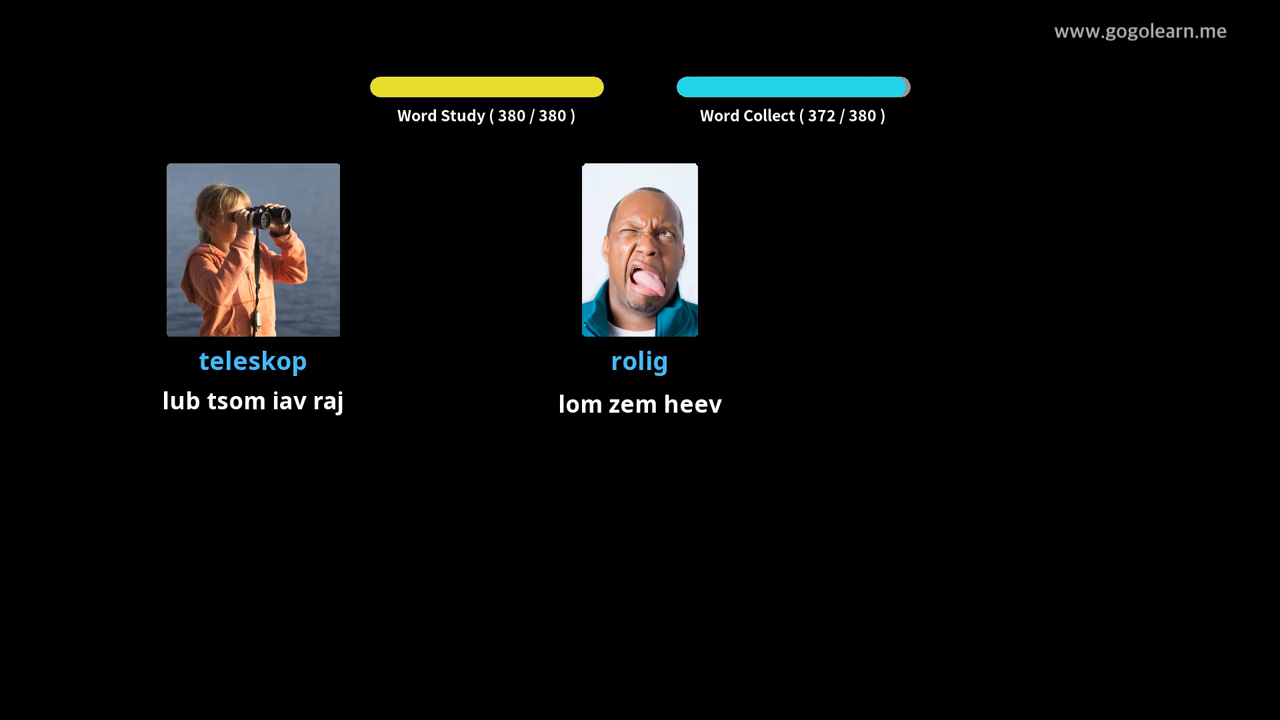 www.gogolearn.me
Word Study ( 380 / 380 )
Word Collect ( 372 / 380 )
teleskop
rolig
lub tsom iav raj
lom zem heev